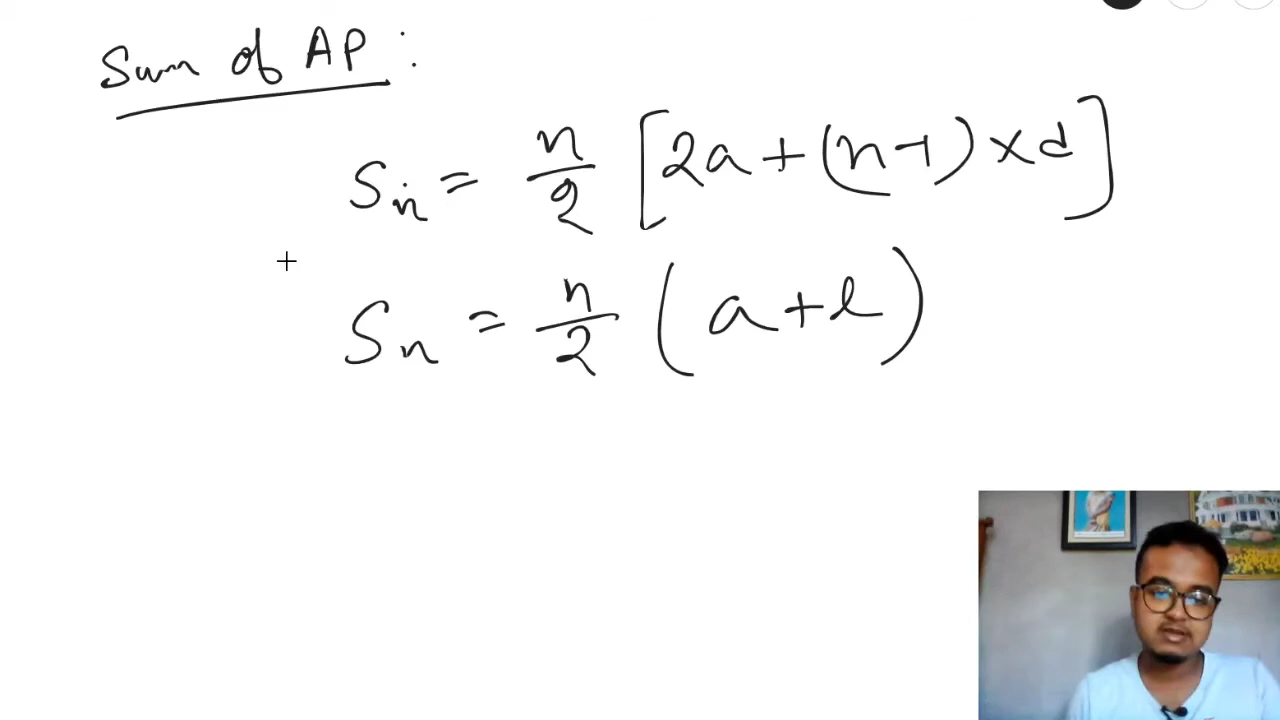 Sum of AP :
Sn = n/2 [2a + (n-1) × d]
Sn = n/2 (a + l)